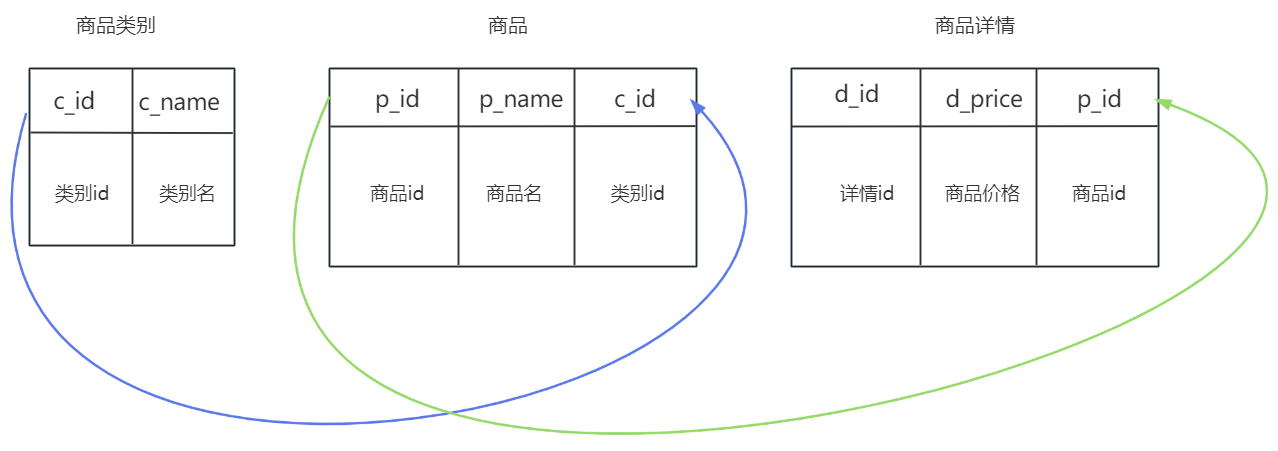 商品类别
商品
商品详情
c_id c_name
p_id p_name c_id
d_id d_price p_id
类别id 类别名
商品id 商品名 类别id
详情id 商品价格 商品id